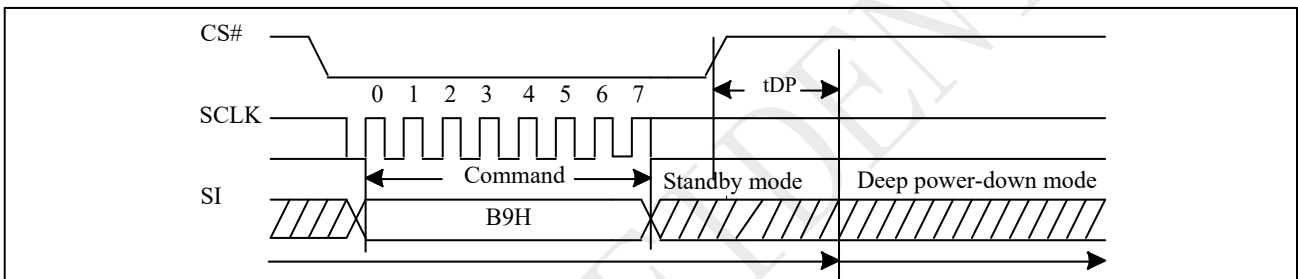 CS#
tDP
0 1 2 3 4 5 6 7
SCLK
Command
Standby mode
Deep power-down mode
SI
B9H